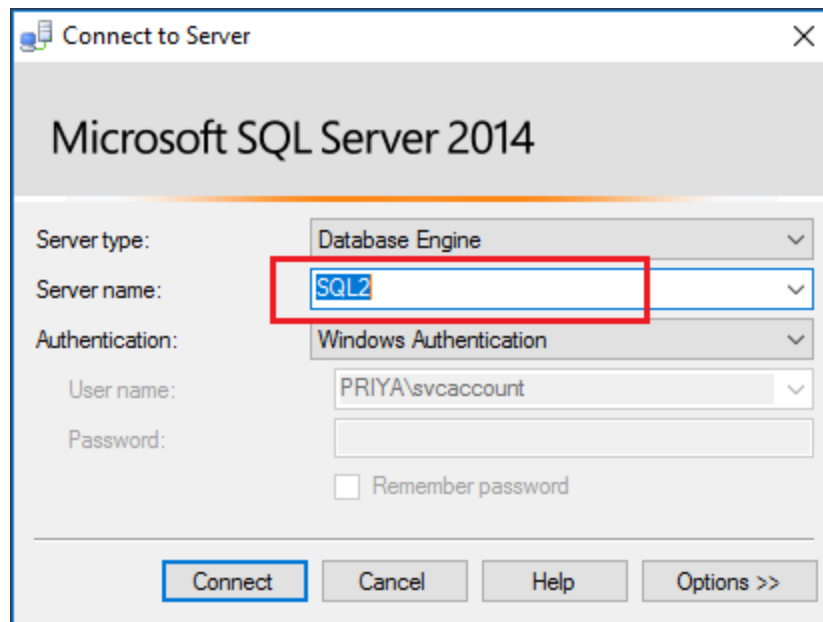 Connect to Server
Microsoft SQL Server 2014
Server type: Database Engine
Server name: SQL2
Authentication: Windows Authentication
User name: PRIYA\svcaccount
Password:
Remember password
Connect Cancel Help Options >>